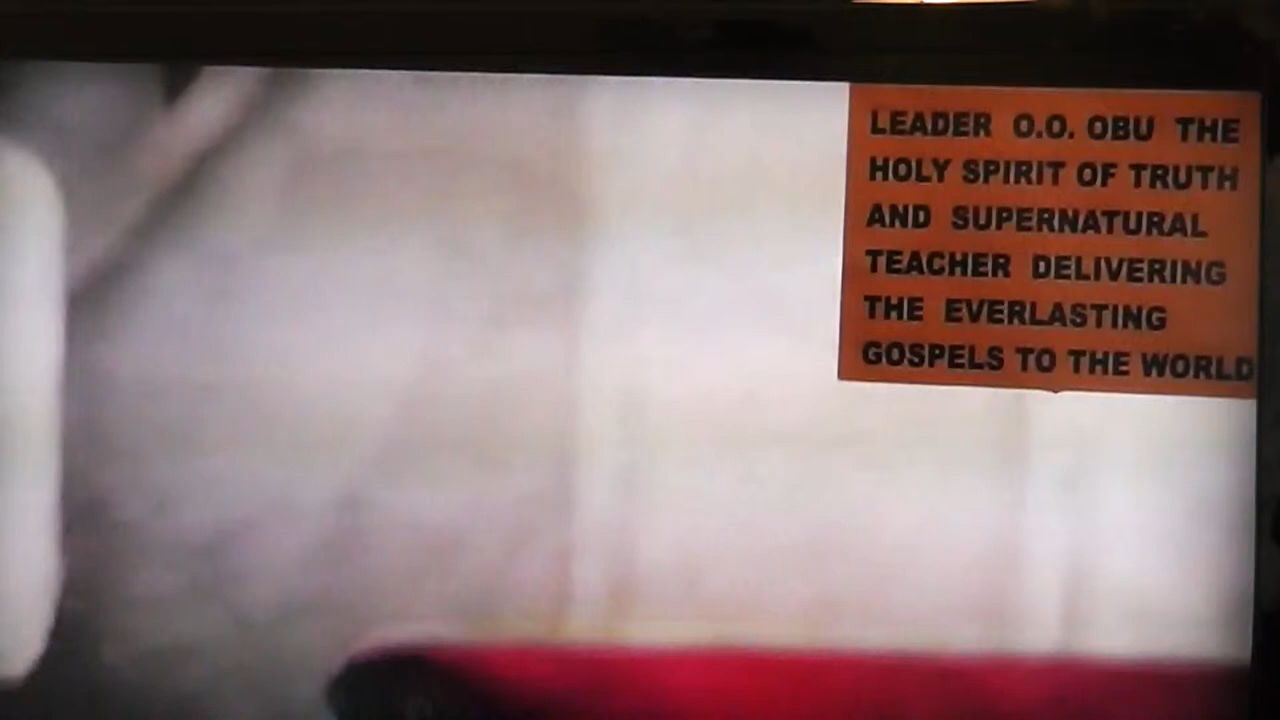 LEADER O.O. OBU THE
HOLY SPIRIT OF TRUTH
AND SUPERNATURAL
TEACHER DELIVERING
THE EVERLASTING
GOSPELS TO THE WORLD